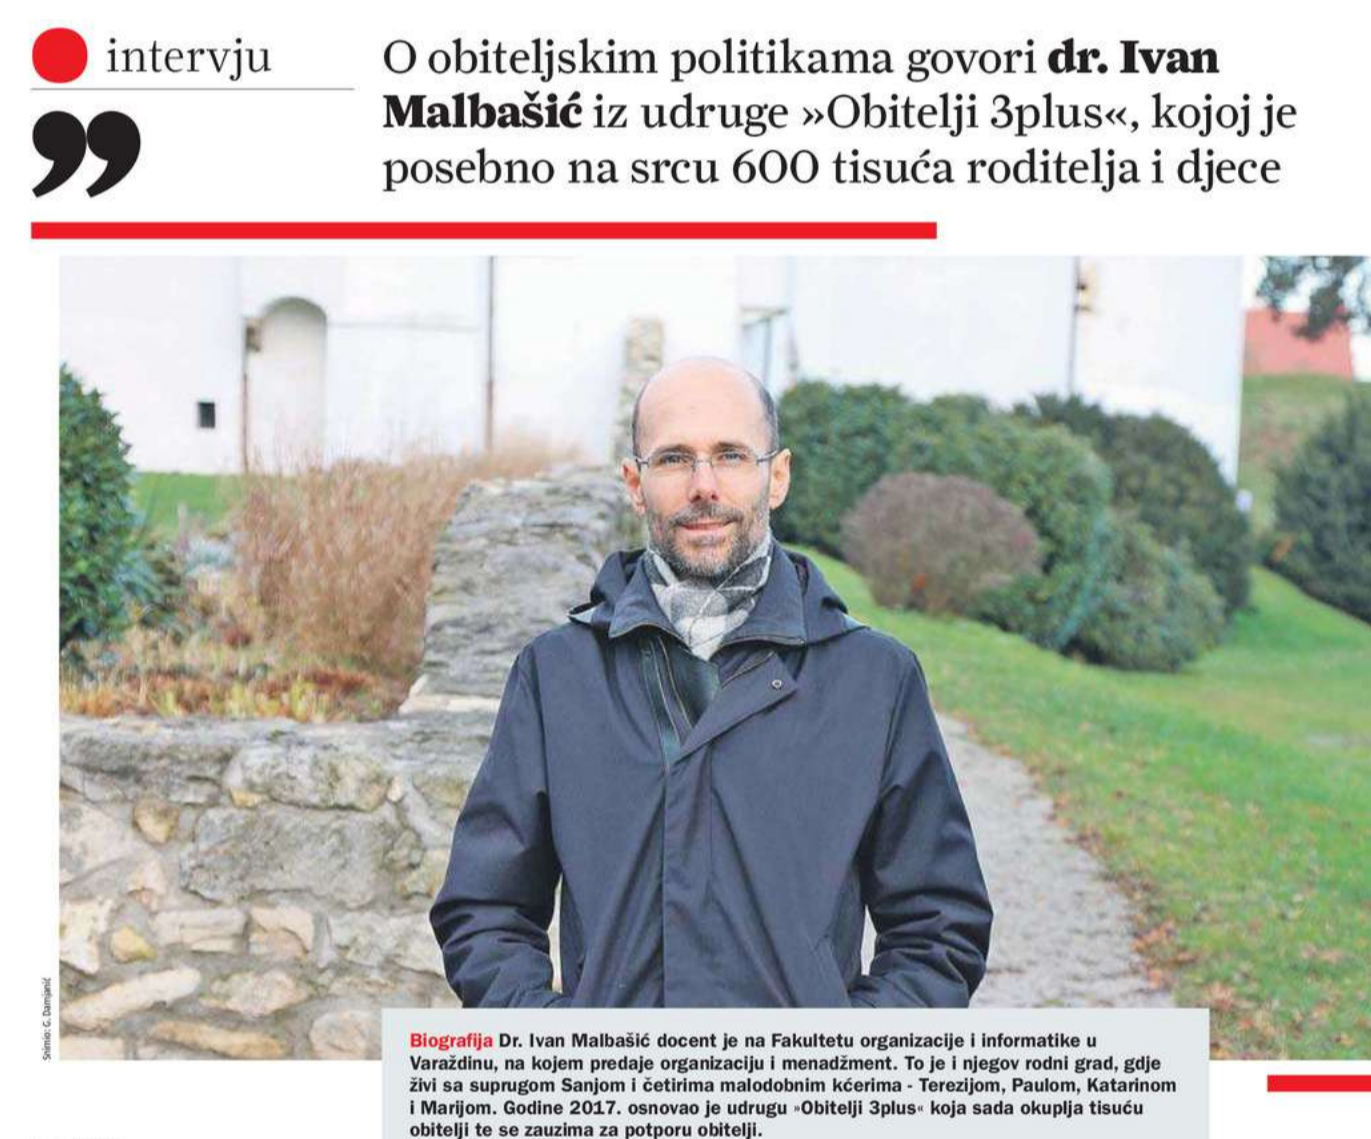 intervju
O obiteljskim politikama govori dr. Ivan
Malbašić iz udruge »Obitelji 3plus«, kojoj je
posebno na srcu 600 tisuća roditelja i djece
Snimio: G. Damjanić
Biografija Dr. Ivan Malbašić docent je na Fakultetu organizacije i informatike u
Varaždinu, na kojem predaje organizaciju i menadžment. To je i njegov rodni grad, gdje
živi sa suprugom Sanjom i četirima malodobnim kćerima - Terezijom, Paulom, Katarinom
i Marijom. Godine 2017. osnovao je udrugu »Obitelji 3plus« koja sada okuplja tisuću
obitelji te se zauzima za potporu obitelji.